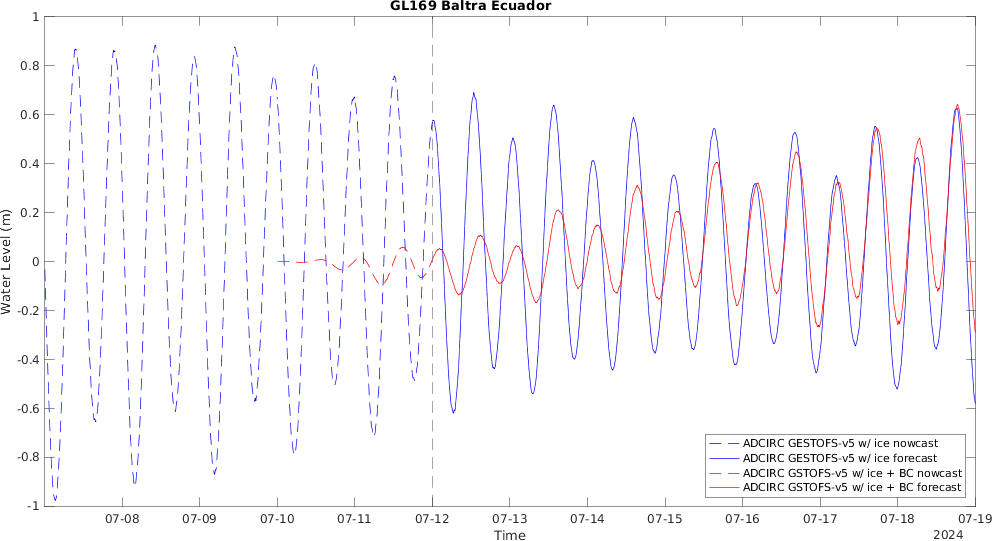 GL169 Baltra Ecuador
1
0.8
0.6
0.4
0.2
0
-0.2
-0.4
-0.6
-0.8
-1
Water Level (m)
ADCIRC GESTOFS-v5 w/ ice nowcast
ADCIRC GESTOFS-v5 w/ ice forecast
ADCIRC GSTOFS-v5 w/ ice + BC nowcast
ADCIRC GSTOFS-v5 w/ ice + BC forecast
07-08 07-09 07-10 07-11 07-12 07-13 07-14 07-15 07-16 07-17 07-18 07-19
Time
2024